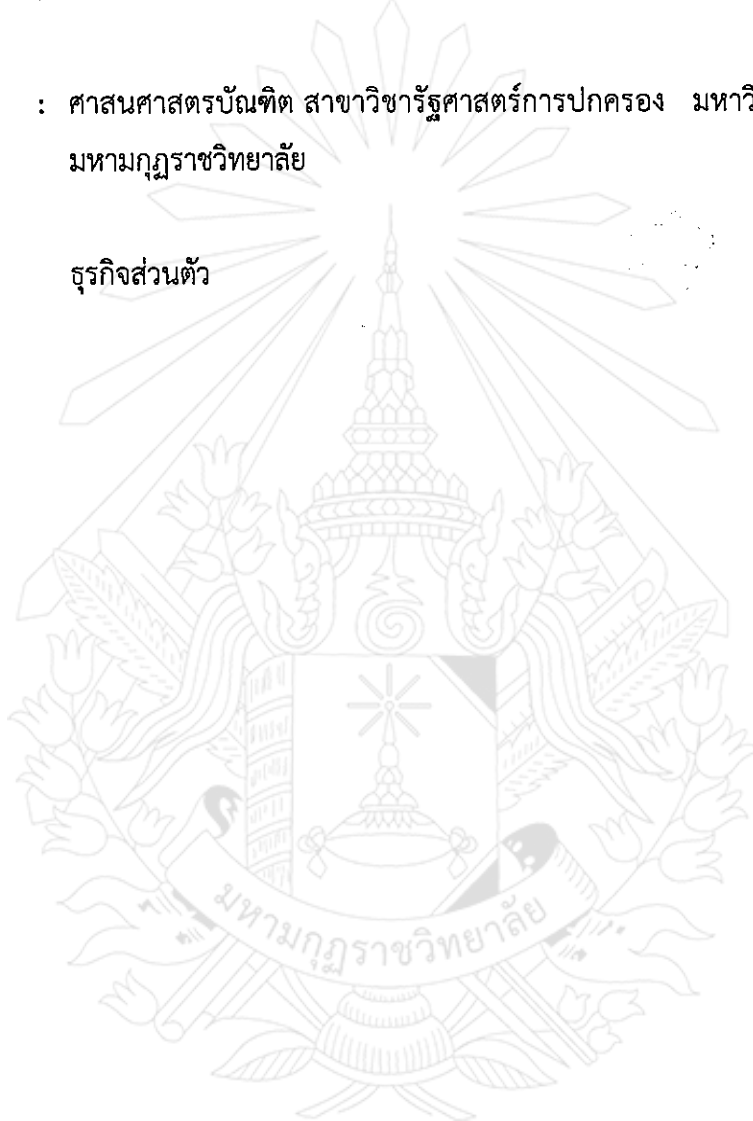 : ศาสนศาสตรบัณฑิต สาขาวิชารัฐศาสตร์การปกครอง มหาวิ
มหามกุฏราชวิทยาลัย
ธุรกิจส่วนตัว
มหามกุฏราชวิทยาลัย